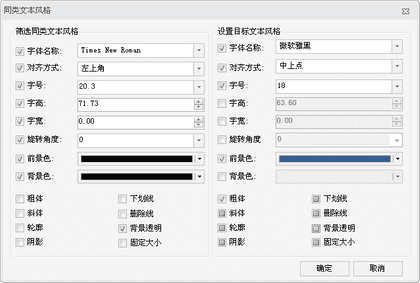 同类文本风格
筛选同类文本风格
字体名称: Times New Roman
对齐方式: 左上角
字号: 20.3
字高: 71.73
字宽: 0.00
旋转角度: 0
前景色:
背景色:
粗体 下划线
斜体 删除线
轮廓 背景透明
阴影 固定大小
设置目标文本风格
字体名称: 微软雅黑
对齐方式: 中上点
字号: 18
字高: 63.60
字宽: 0.00
旋转角度 0
前景色:
背景色:
粗体 下划线
斜体 删除线
轮廓 背景透明
阴影 固定大小
确定 取消